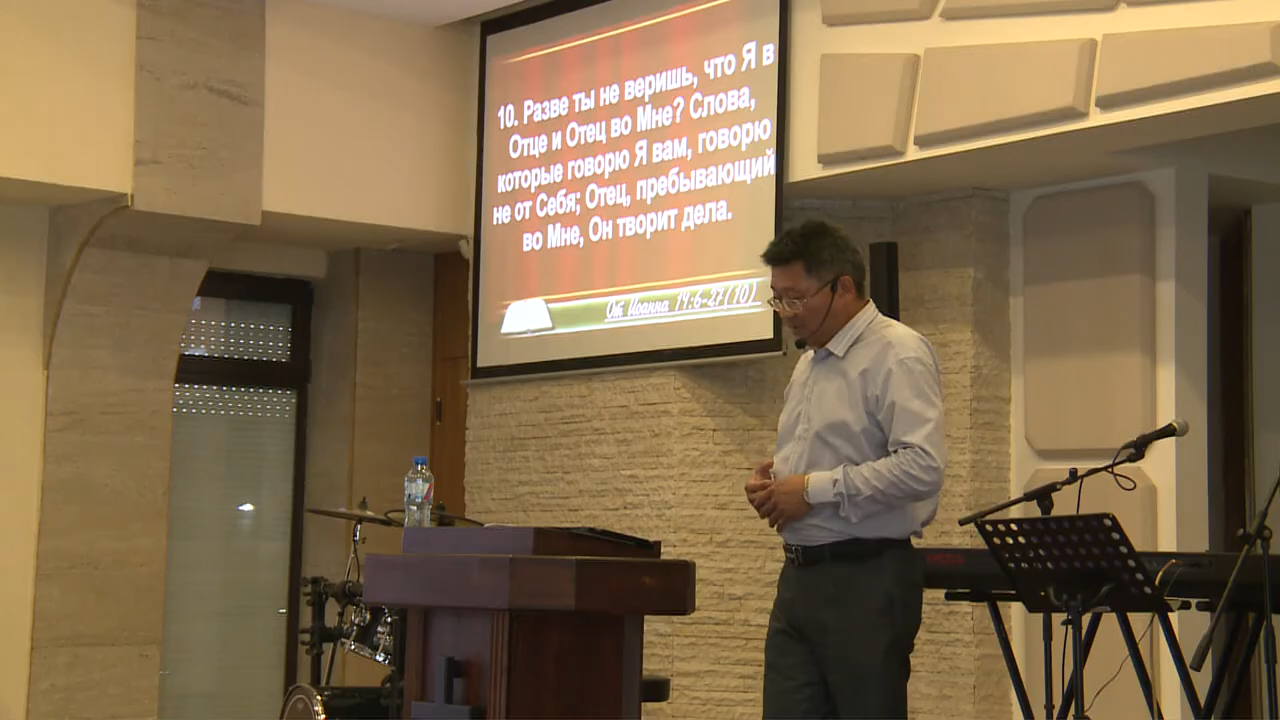 10. Разве ты не веришь, что Я в
Отце и Отец во Мне? Слова,
которые говорю Я вам, говорю
не от Себя; Отец, пребывающий
во Мне, Он творит дела.
От Иоанна 14:6-27(10)